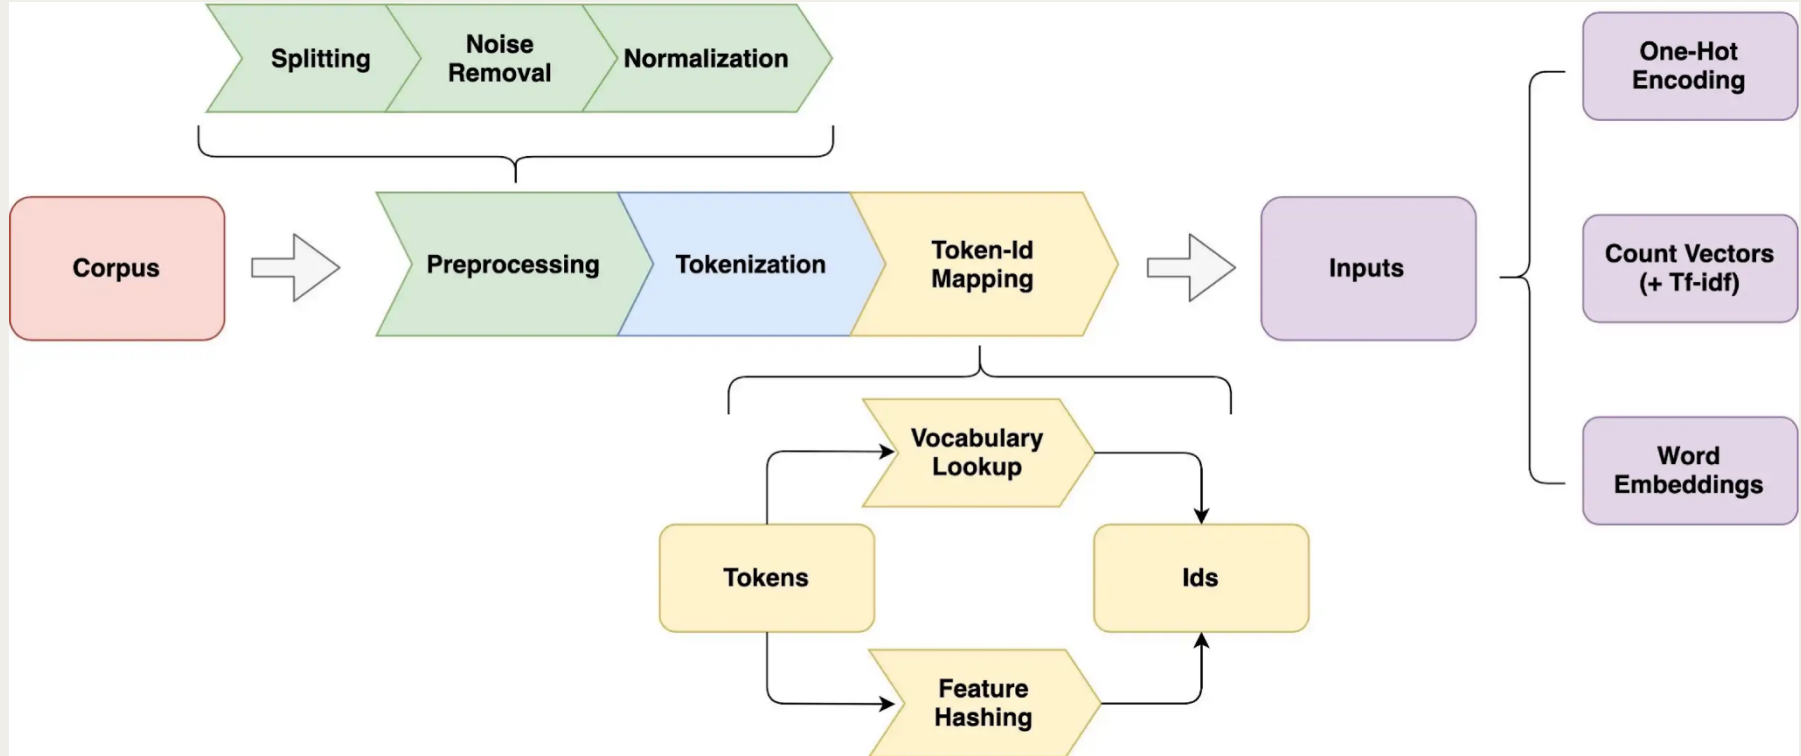 Splitting
Noise
Removal
Normalization
One-Hot
Encoding
Corpus
Preprocessing
Tokenization
Token-Id
Mapping
Inputs
Count Vectors
(+ Tf-idf)
Vocabulary
Lookup
Word
Embeddings
Tokens
Ids
Feature
Hashing